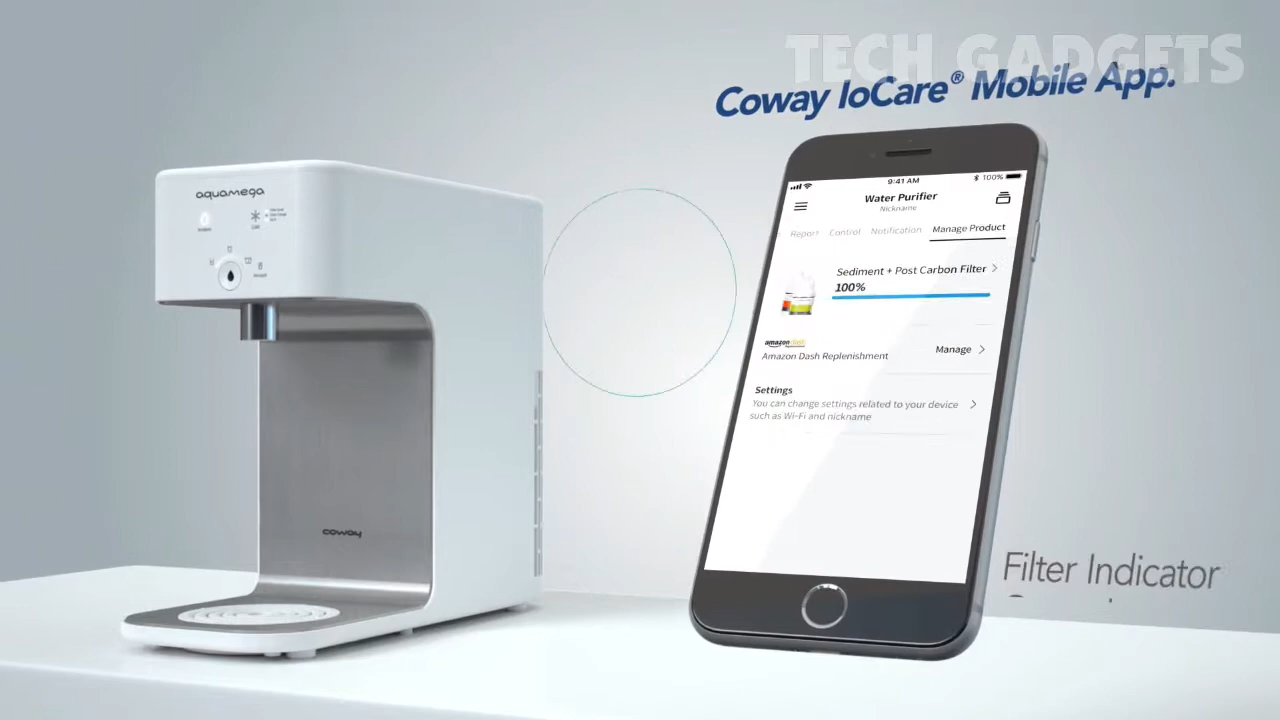 TECH GADGETS
Coway IoCare® Mobile App.
aquamega
Ambient
Cold
9:41 AM
100%
Water Purifier
Nickname
Report Control Notification Manage Product
Sediment + Post Carbon Filter
100%
amazon dash
Amazon Dash Replenishment
Manage
Settings
You can change settings related to your device
such as Wi-Fi and nickname
coway
Filter Indicator